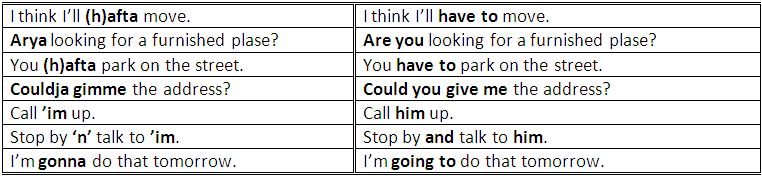 I think I'll (h)afta move. I think I'll have to move.
Arya looking for a furnished plase? Are you looking for a furnished plase?
You (h)afta park on the street. You have to park on the street.
Couldja gimme the address? Could you give me the address?
Call 'im up. Call him up.
Stop by 'n' talk to 'im. Stop by and talk to him.
I'm gonna do that tomorrow. I'm going to do that tomorrow.